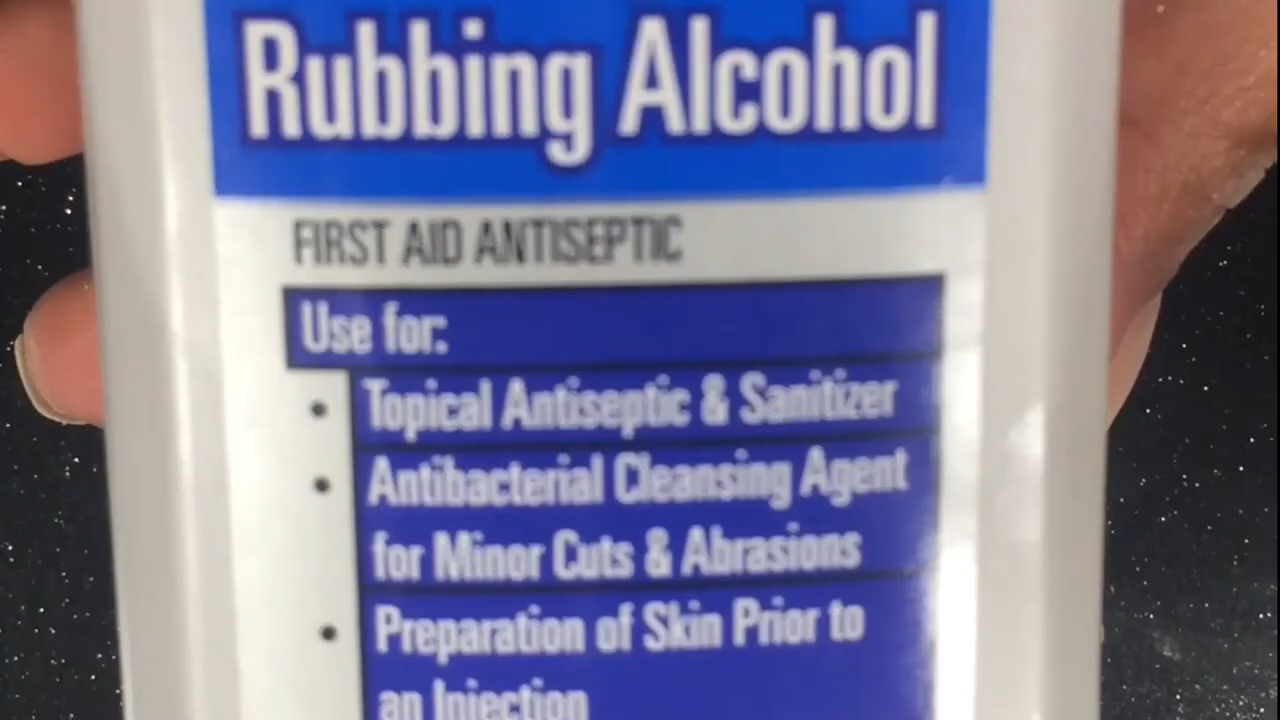 Rubbing Alcohol
FIRST AID ANTISEPTIC
Use for:
• Topical Antiseptic & Sanitizer
• Antibacterial Cleansing Agent
for Minor Cuts & Abrasions
• Preparation of Skin Prior to
an Injection